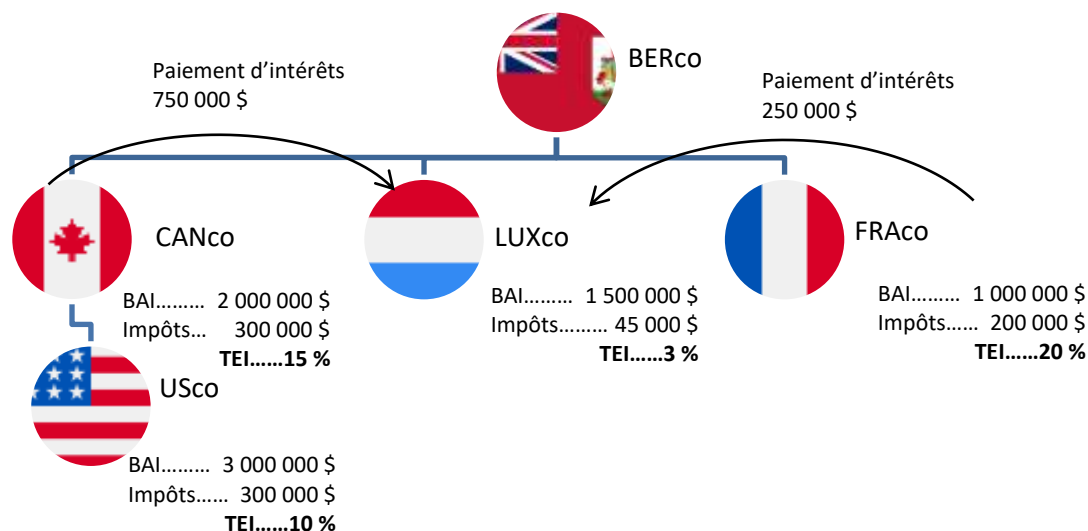 BERco
Paiement d’intérêts
750 000 $
Paiement d’intérêts
250 000 $
CANco
BAI......... 2 000 000 $
Impôts... 300 000 $
TEI......15 %
LUXco
BAI......... 1 500 000 $
Impôts......... 45 000 $
TEI......3 %
FRAco
BAI......... 1 000 000 $
Impôts...... 200 000 $
TEI......20 %
USco
BAI......... 3 000 000 $
Impôts...... 300 000 $
TEI......10 %